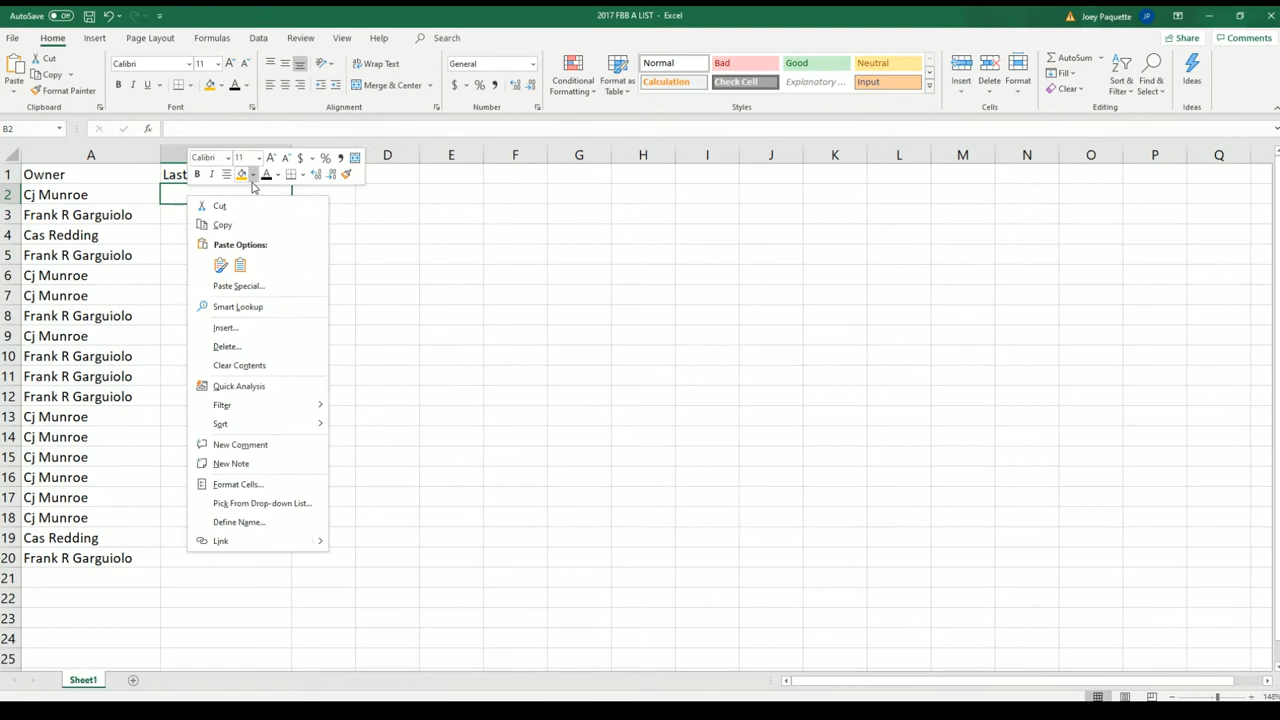 AutoSave Off
2017 FBB A LIST - Excel
Joey Paquette JP
File Home Insert Page Layout Formulas Data Review View Help Search
Share Comments
Paste
Cut
Copy
Format Painter
Clipboard
Calibri 11
B I U
Font
Wrap Text
Merge & Center
Alignment
General
$ % ,
Number
Conditional Formatting
Format as Table
Normal Bad Good Neutral
Calculation Check Cell Explanatory ... Input
Styles
Insert Delete Format
Cells
AutoSum
Fill
Clear
Sort & Filter
Find & Select
Editing
Ideas
Ideas
B2
fx
A D E F G H I J K L M N O P Q
Calibri 11 $ % ,
B I A
1 Owner Last
2 Cj Munroe
3 Frank R Garguiolo
4 Cas Redding
5 Frank R Garguiolo
6 Cj Munroe
7 Cj Munroe
8 Frank R Garguiolo
9 Cj Munroe
10 Frank R Garguiolo
11 Frank R Garguiolo
12 Frank R Garguiolo
13 Cj Munroe
14 Cj Munroe
15 Cj Munroe
16 Cj Munroe
17 Cj Munroe
18 Cj Munroe
19 Cas Redding
20 Frank R Garguiolo
21
22
23
24
25
Cut
Copy
Paste Options:
Paste Special...
Smart Lookup
Insert...
Delete...
Clear Contents
Quick Analysis
Filter
Sort
New Comment
New Note
Format Cells...
Pick From Drop-down List...
Define Name...
Link
Sheet1
148%